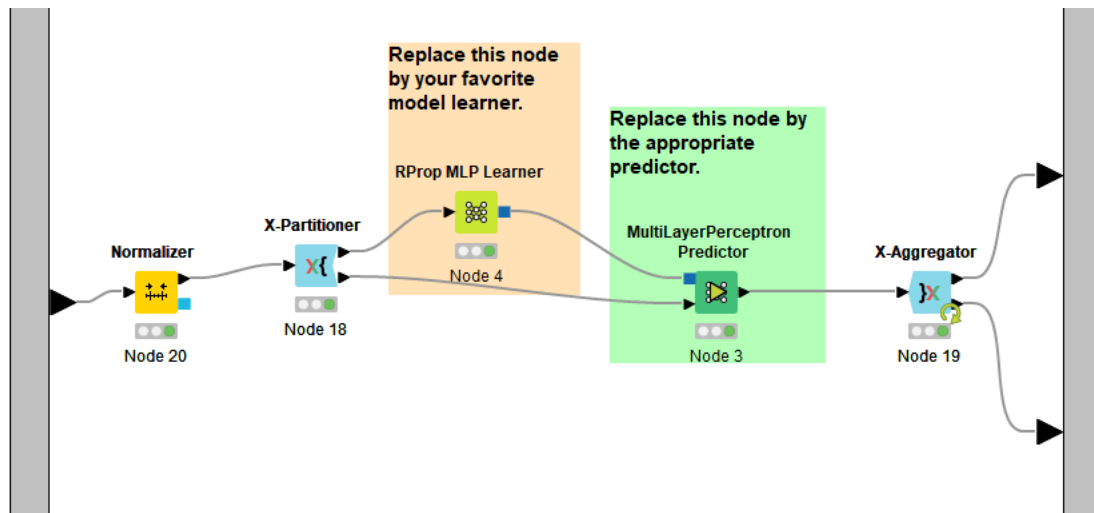 Replace this node
by your favorite
model learner.
Replace this node by
the appropriate
predictor.
RProp MLP Learner
Node 4
X-Partitioner
Node 18
Normalizer
Node 20
MultiLayerPerceptron
Predictor
Node 3
X-Aggregator
Node 19